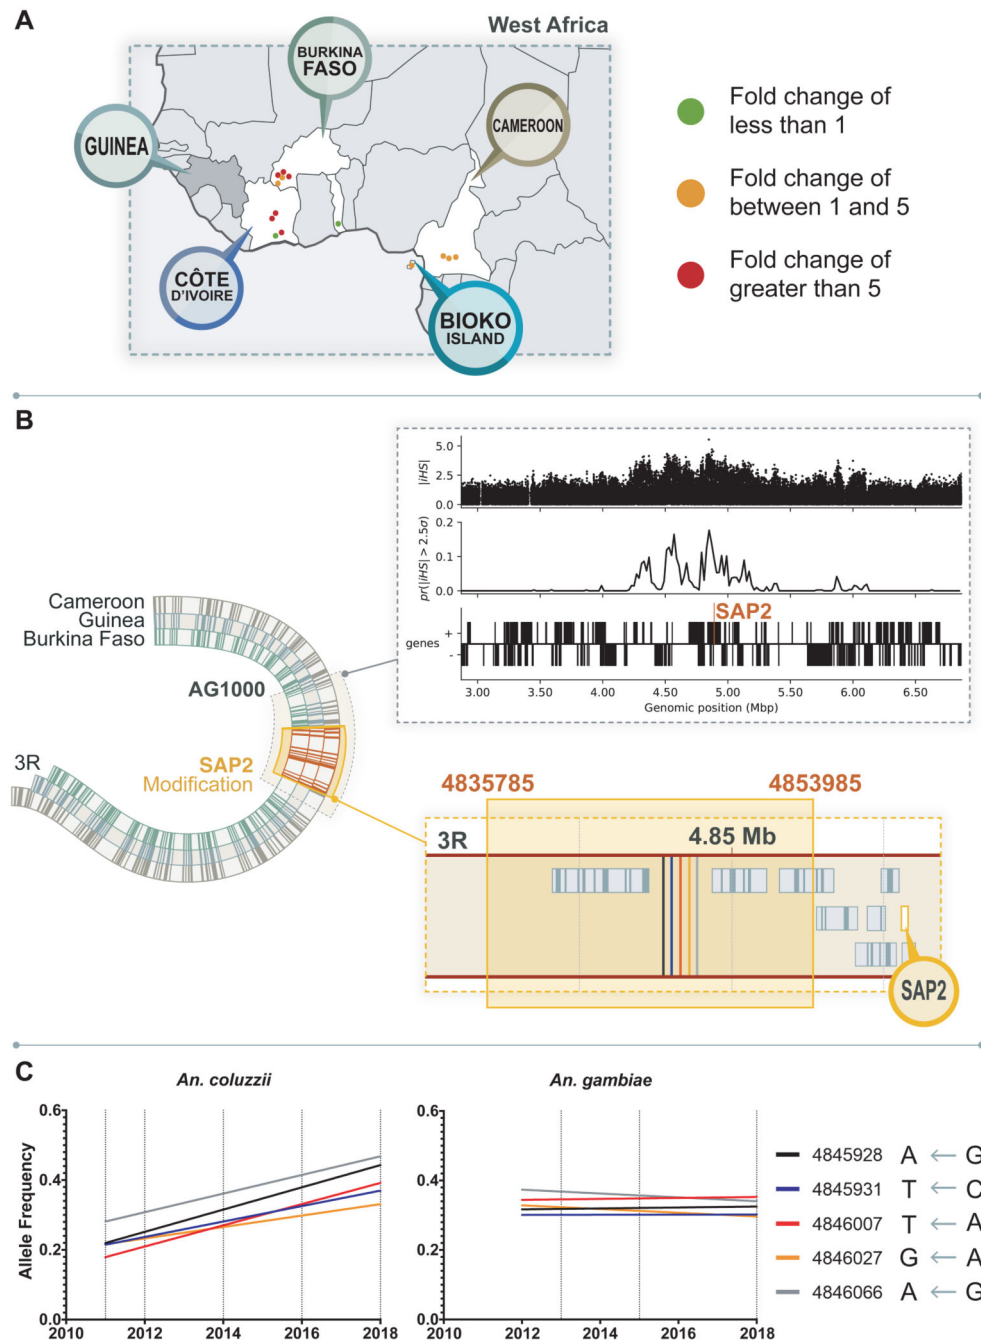 A
West Africa
BURKINA
FASO
GUINEA
CAMEROON
CÔTE
D'IVOIRE
BIOKO
ISLAND
Fold change of
less than 1
Fold change of
between 1 and 5
Fold change of
greater than 5
B
|iHS|
5.0
2.5
0.0
pr(|iHS| > 2.5σ)
0.2
0.1
0.0
SAP2
genes
+
-
3.00 3.50 4.00 4.50 5.00 5.50 6.00 6.50
Genomic position (Mbp)
Cameroon
Guinea
Burkina Faso
AG1000
SAP2
Modification
3R
4835785 4853985
3R 4.85 Mb
SAP2
C
An. coluzzii An. gambiae
Allele Frequency
0.6 0.6
0.4 0.4
0.2 0.2
0.0 0.0
2010 2012 2014 2016 2018 2010 2012 2014 2016 2018
4845928 A ← G
4845931 T ← C
4846007 T ← A
4846027 G ← A
4846066 A ← G